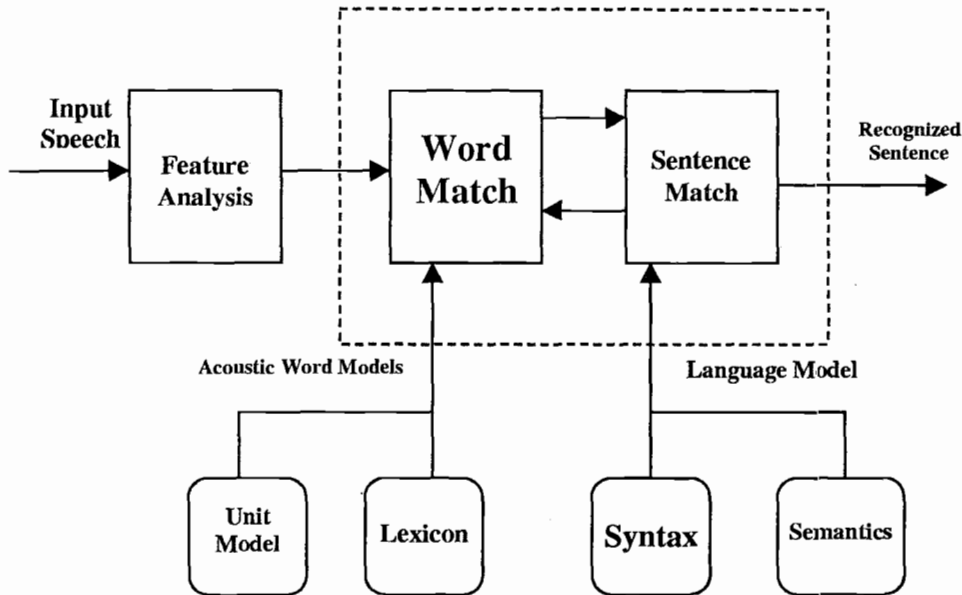 Input
Speech
Feature
Analysis
Word
Match
Sentence
Match
Recognized
Sentence
Acoustic Word Models
Language Model
Unit
Model
Lexicon
Syntax
Semantics